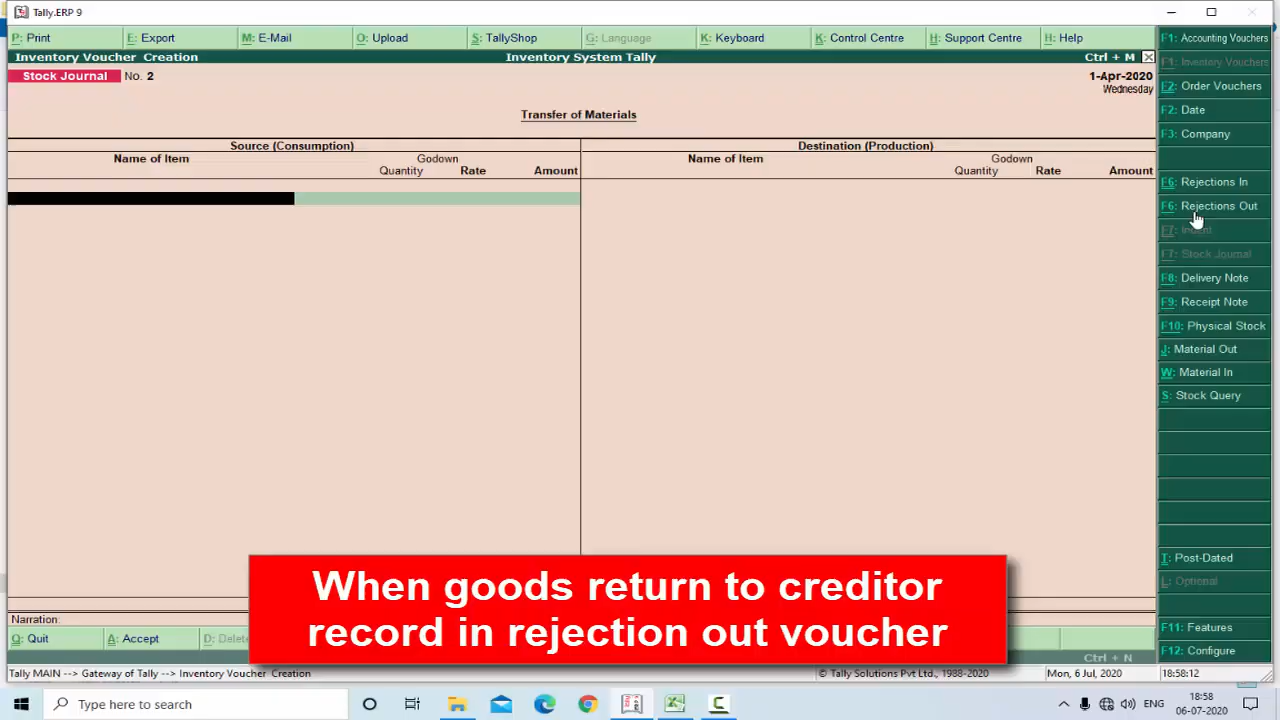 Tally.ERP 9
P: Print E: Export M: E-Mail O: Upload S: TallyShop G: Language K: Keyboard K: Control Centre H: Support Centre H: Help
Inventory Voucher Creation Inventory System Tally Ctrl + M
Stock Journal No. 2 1-Apr-2020
Wednesday
Transfer of Materials
Source (Consumption) Destination (Production)
Name of Item Godown Name of Item Godown
Quantity Rate Amount Quantity Rate Amount
F1: Accounting Vouchers
F1: Inventory Vouchers
F2: Order Vouchers
F2: Date
F3: Company
F6: Rejections In
F6: Rejections Out
F7: Indent
F7: Stock Journal
F8: Delivery Note
F9: Receipt Note
F10: Physical Stock
J: Material Out
W: Material In
S: Stock Query
T: Post-Dated
L: Optional
F11: Features
F12: Configure
When goods return to creditor
record in rejection out voucher
Narration:
Q: Quit A: Accept D: Delete
Ctrl + N
Tally MAIN --> Gateway of Tally --> Inventory Voucher Creation © Tally Solutions Pvt Ltd., 1988-2020 Mon, 6 Jul, 2020 18:58:12
Type here to search ENG 18:58
06-07-2020